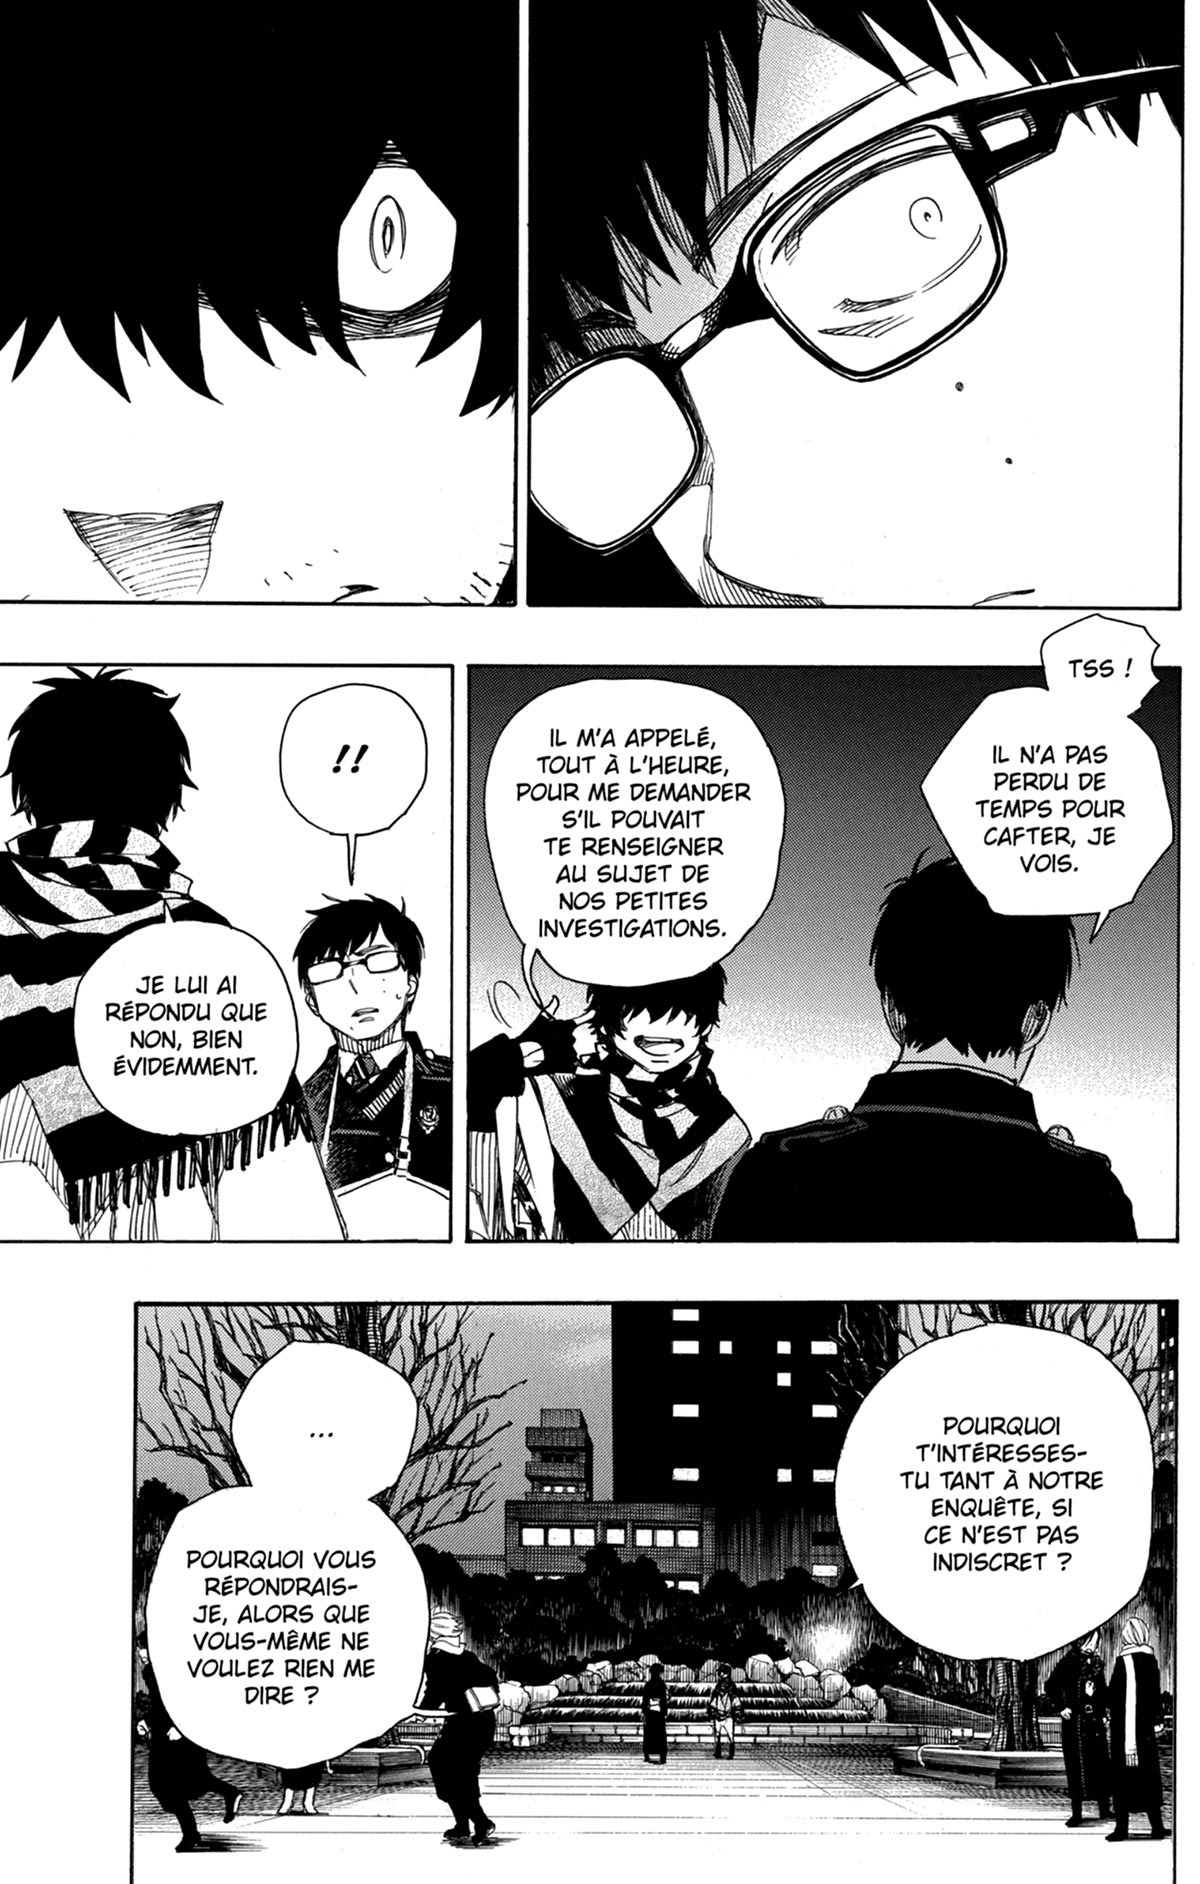 TSS !
IL N'A PAS
PERDU DE
TEMPS POUR
CAFTER, JE
VOIS.
IL M'A APPELÉ,
TOUT À L'HEURE,
POUR ME DEMANDER
S'IL POUVAIT
TE RENSEIGNER
AU SUJET DE
NOS PETITES
INVESTIGATIONS.
!!
JE LUI AI
RÉPONDU QUE
NON, BIEN
ÉVIDEMMENT.
POURQUOI
T'INTÉRESSES-
TU TANT À NOTRE
ENQUÊTE, SI
CE N'EST PAS
INDISCRET ?
...
POURQUOI VOUS
RÉPONDRAIS-
JE, ALORS QUE
VOUS-MÊME NE
VOULEZ RIEN ME
DIRE ?